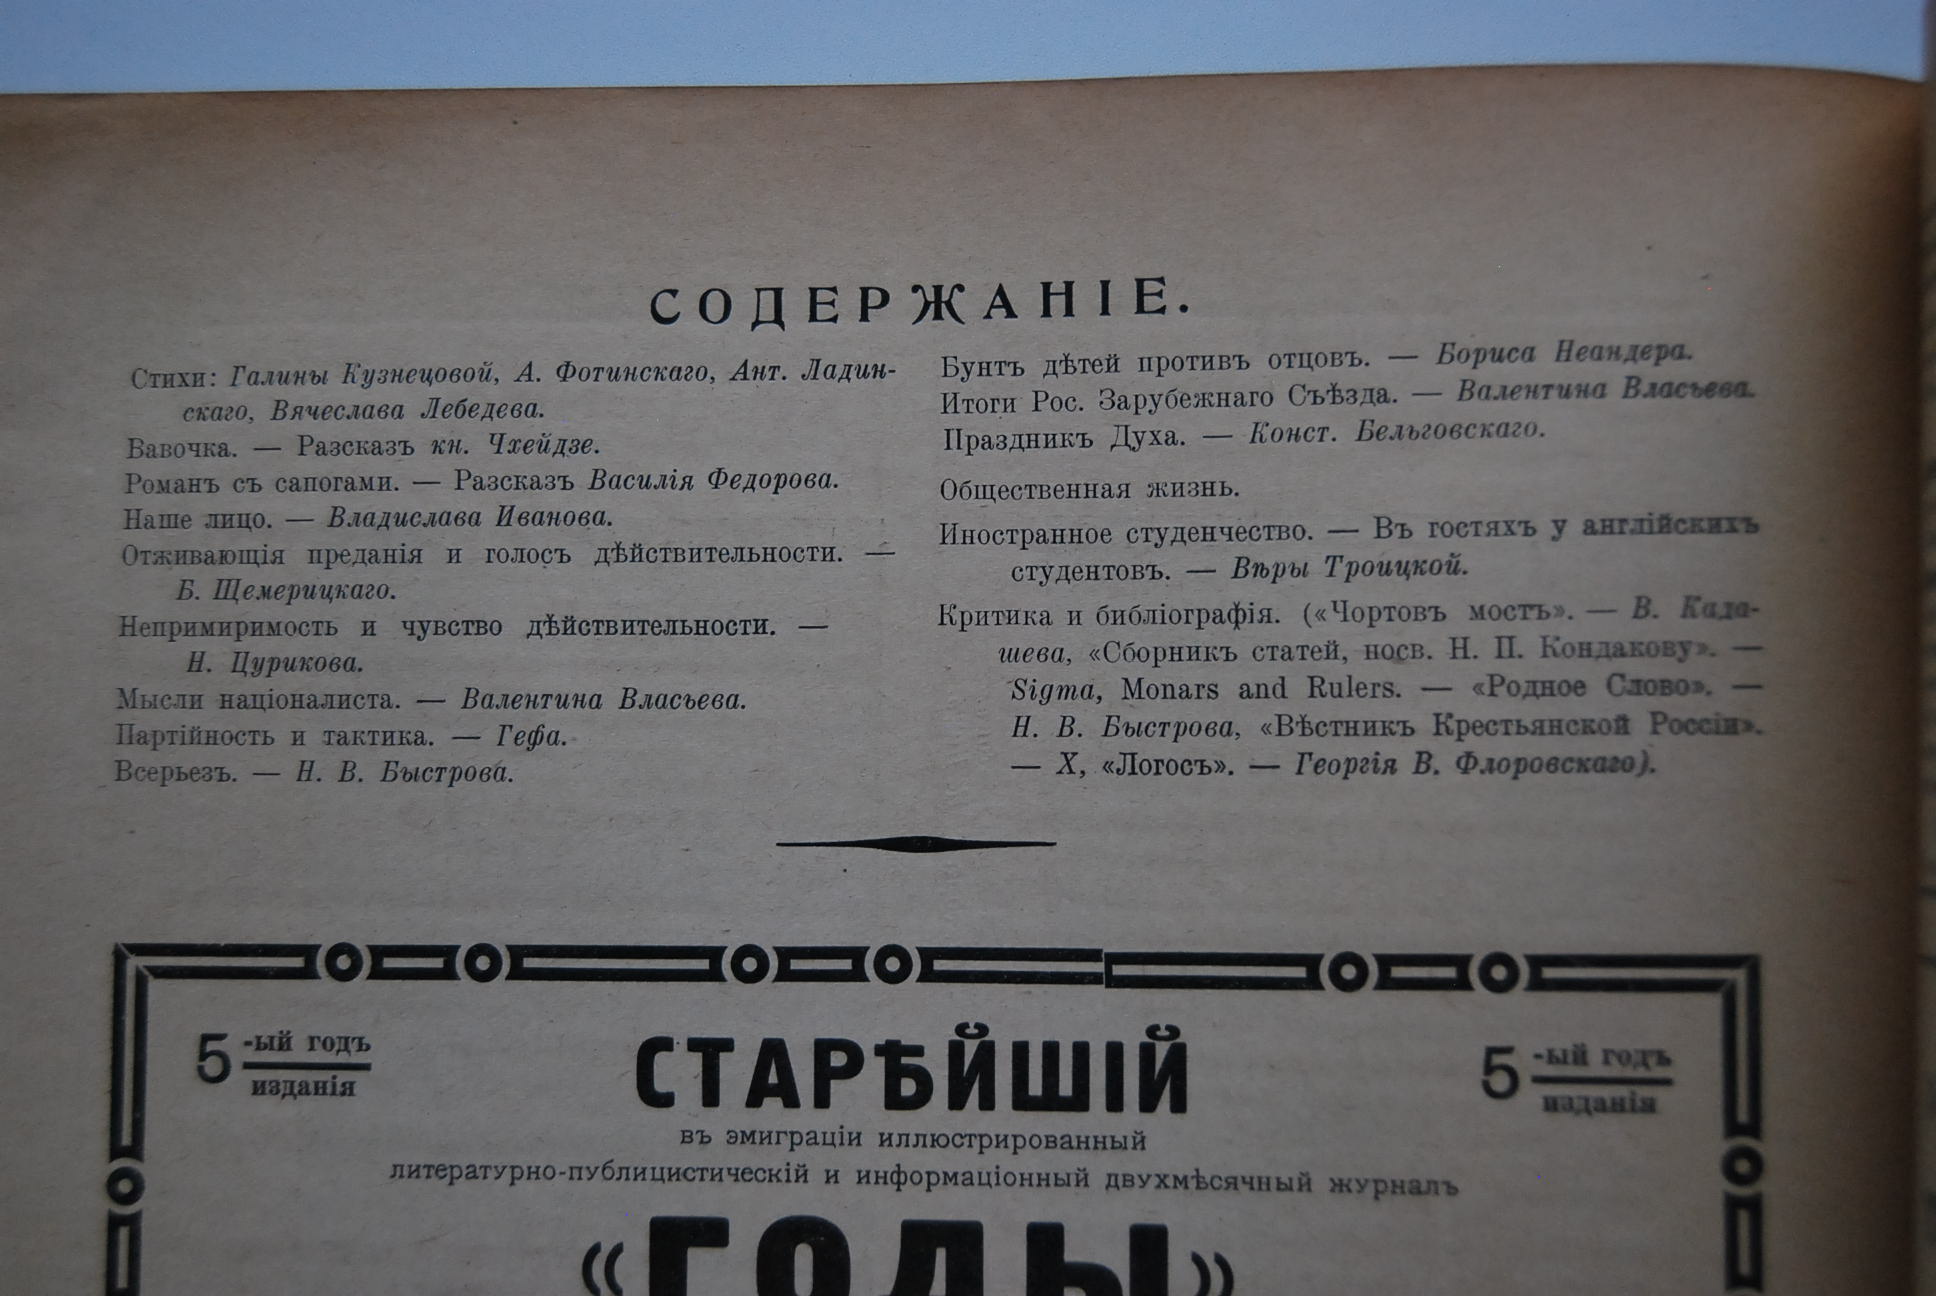 СОДЕРЖАНІЕ.
Стихи: Галины Кузнецовой, А. Фотинскаго, Ант. Ладин-
скаго, Вячеслава Лебедева.
Вавочка. — Разсказъ кн. Чхейдзе.
Романъ съ сапогами. — Разсказъ Василія Федорова.
Наше лицо. — Владислава Иванова.
Отживающія преданія и голосъ дѣйствительности. —
Б. Щемерицкаго.
Непримиримость и чувство дѣйствительности. —
Н. Цурикова.
Мысли націоналиста. — Валентина Власьева.
Партійность и тактика. — Гефа.
Всерьезъ. — Н. В. Быстрова.
Бунтъ дѣтей противъ отцовъ. — Бориса Неандера.
Итоги Рос. Зарубежнаго Съѣзда. — Валентина Власьева.
Праздникъ Духа. — Конст. Бельговскаго.
Общественная жизнь.
Иностранное студенчество. — Въ гостяхъ у англійскихъ
студентовъ. — Вѣры Троицкой.
Критика и библіографія. («Чортовъ мостъ». — В. Када-
шева, «Сборникъ статей, посв. Н. П. Кондакову». —
Sigma, Monars and Rulers. — «Родное Слово». —
Н. В. Быстрова, «Вѣстникъ Крестьянской Россіи».
— Х, «Логосъ». — Георгія В. Флоровскаго).
5 -ый годъ изданія
СТАРѢЙШІЙ
5 -ый годъ изданія
въ эмиграціи иллюстрированный
литературно-публицистическій и информаціонный двухмѣсячный журналъ
«ГОДЫ»